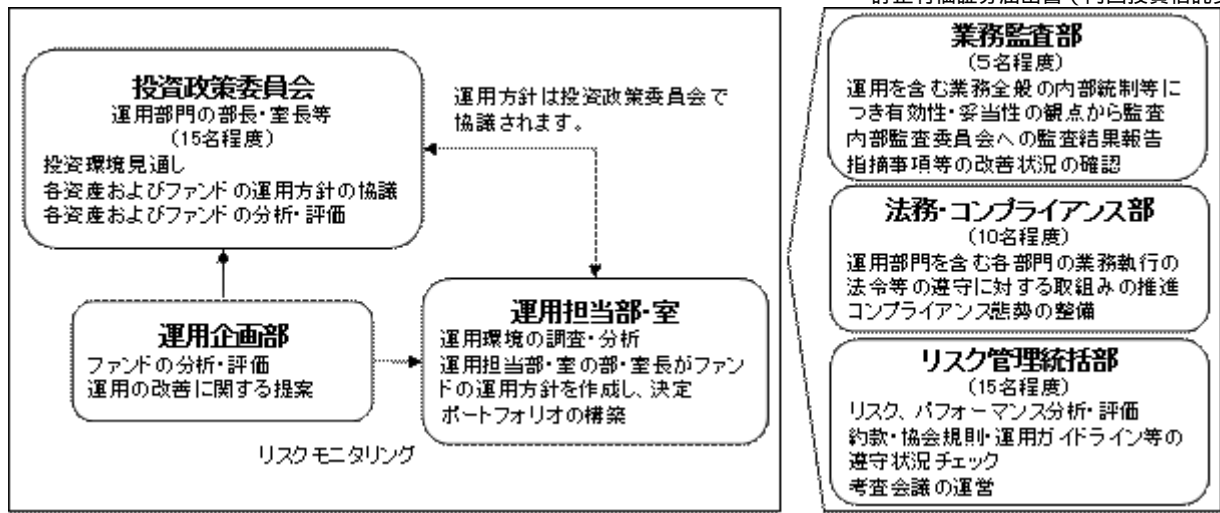 投資政策委員会
運用部門の部長・室長等
(15名程度)
投資環境見通し
各資産およびファンドの運用方針の協議
各資産およびファンドの分析・評価
運用方針は投資政策委員会で
協議されます。
運用企画部
ファンドの分析・評価
運用の改善に関する提案
運用担当部・室
運用環境の調査・分析
運用担当部・室の部・室長がファン
ドの運用方針を作成し、決定
ポートフォリオの構築
リスクモニタリング
業務監査部
(5名程度)
運用を含む業務全般の内部統制等に
つき有効性・妥当性の観点から監査
内部監査委員会への監査結果報告
指摘事項等の改善状況の確認
法務・コンプライアンス部
(10名程度)
運用部門を含む各部門の業務執行の
法令等の遵守に対する取組みの推進
コンプライアンス態勢の整備
リスク管理統括部
(15名程度)
リスク、パフォーマンス分析・評価
約款・協会規則・運用ガイドライン等の
遵守状況チェック
考査会議の運営